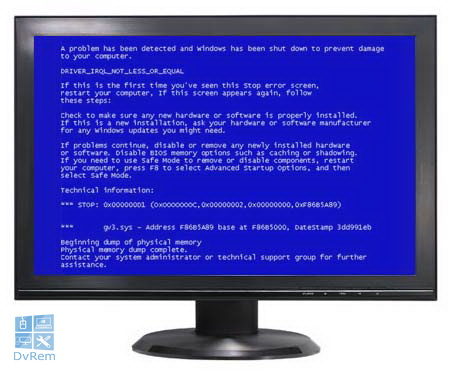 A problem has been detected and Windows has been shut down to prevent damage
to your computer.
DRIVER_IRQL_NOT_LESS_OR_EQUAL
If this is the first time you've seen this Stop error screen,
restart your computer, If this screen appears again, follow
these steps:
Check to make sure any new hardware or software is properly installed.
If this is a new installation, ask your hardware or software manufacturer
for any Windows updates you might need.
If problems continue, disable or remove any newly installed hardware
or software. Disable BIOS memory options such as caching or shadowing.
If you need to use Safe Mode to remove or disable components, restart
your computer, press F8 to select Advanced Startup Options, and then
select Safe Mode.
Technical information:
*** STOP: 0x00000001 (0x0000000C,0x00000002,0x00000000,0xF86B5A89)
*** gv3.sys – Address F86B5A89 base at F86B5000, DateStamp 3dd991eb
Beginning dump of physical memory
Physical memory dump complete.
Contact your system administrator or technical support group for further
assistance.
DvRem